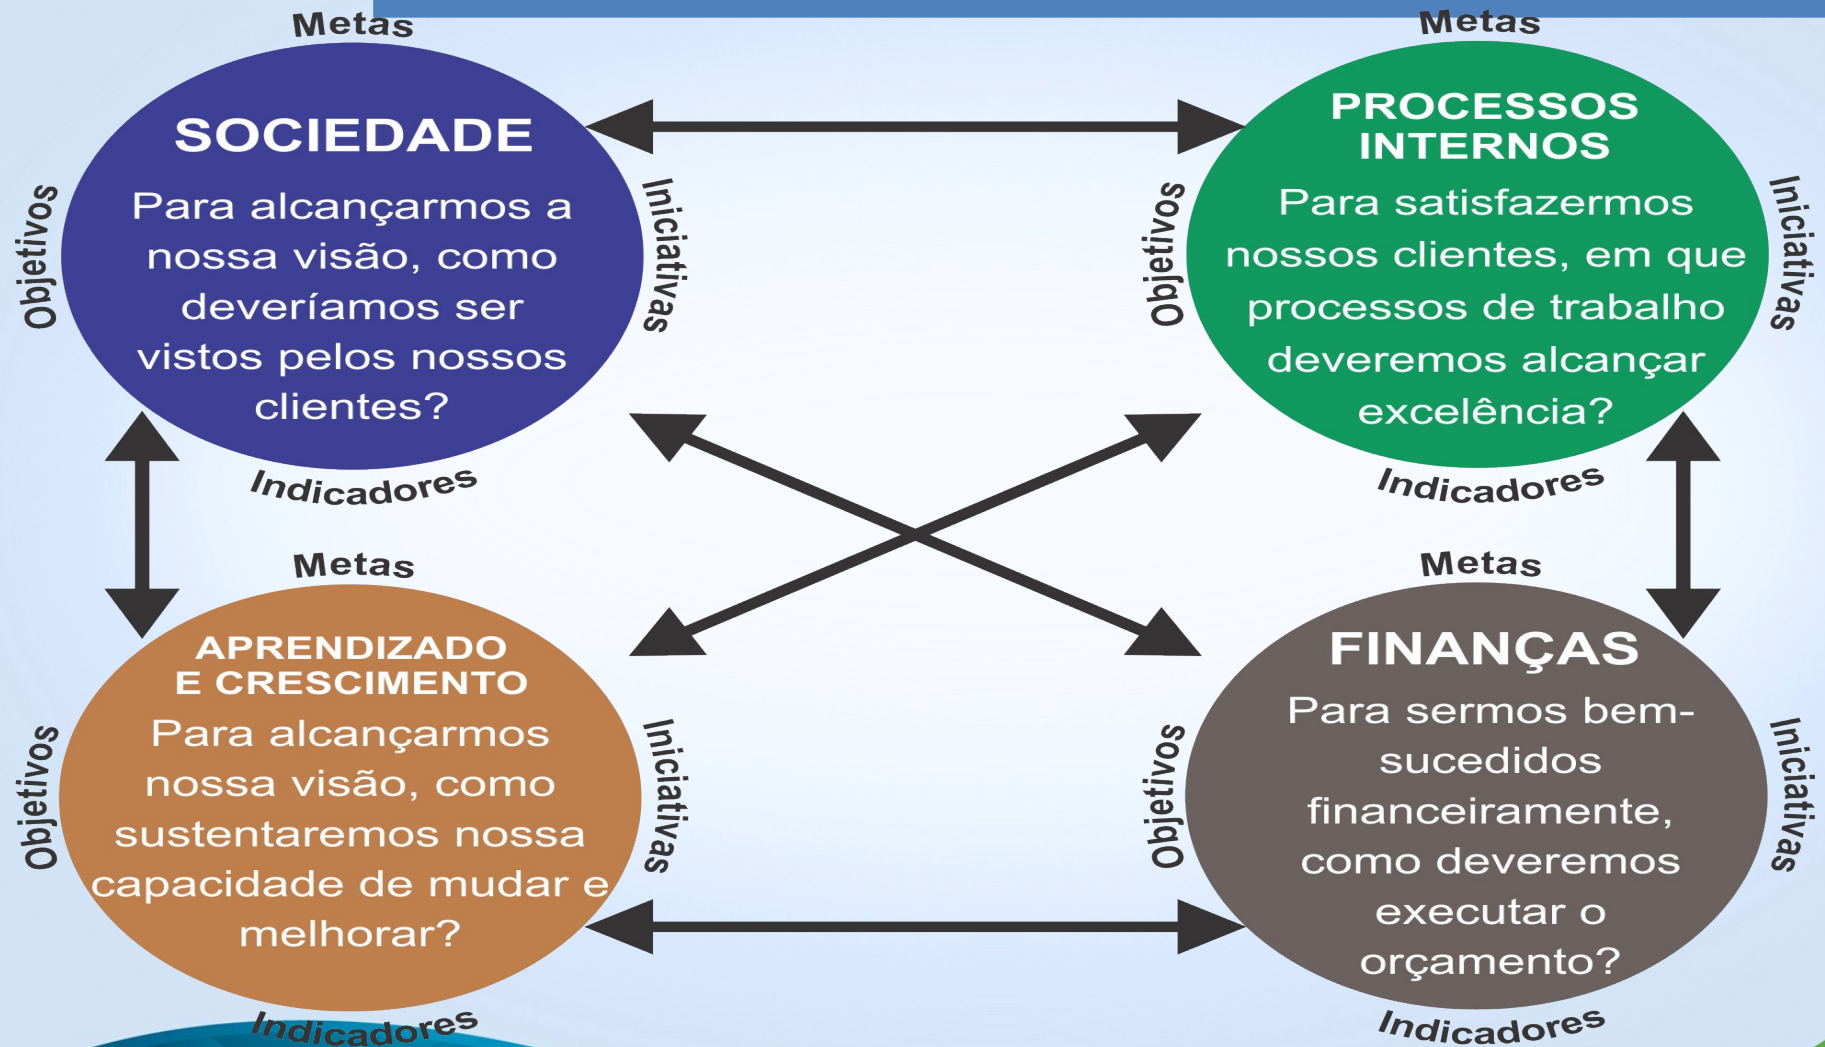 Metas
SOCIEDADE
Para alcançarmos a
nossa visão, como
deveríamos ser
vistos pelos nossos
clientes?
Objetivos
Iniciativas
Indicadores
Metas
PROCESSOS
INTERNOS
Para satisfazermos
nossos clientes, em que
processos de trabalho
deveremos alcançar
excelência?
Objetivos
Iniciativas
Indicadores
Metas
APRENDIZADO
E CRESCIMENTO
Para alcançarmos
nossa visão, como
sustentaremos nossa
capacidade de mudar e
melhorar?
Objetivos
Iniciativas
Indicadores
Metas
FINANÇAS
Para sermos bem-
sucedidos
financeiramente,
como deveremos
executar o
orçamento?
Objetivos
Iniciativas
Indicadores